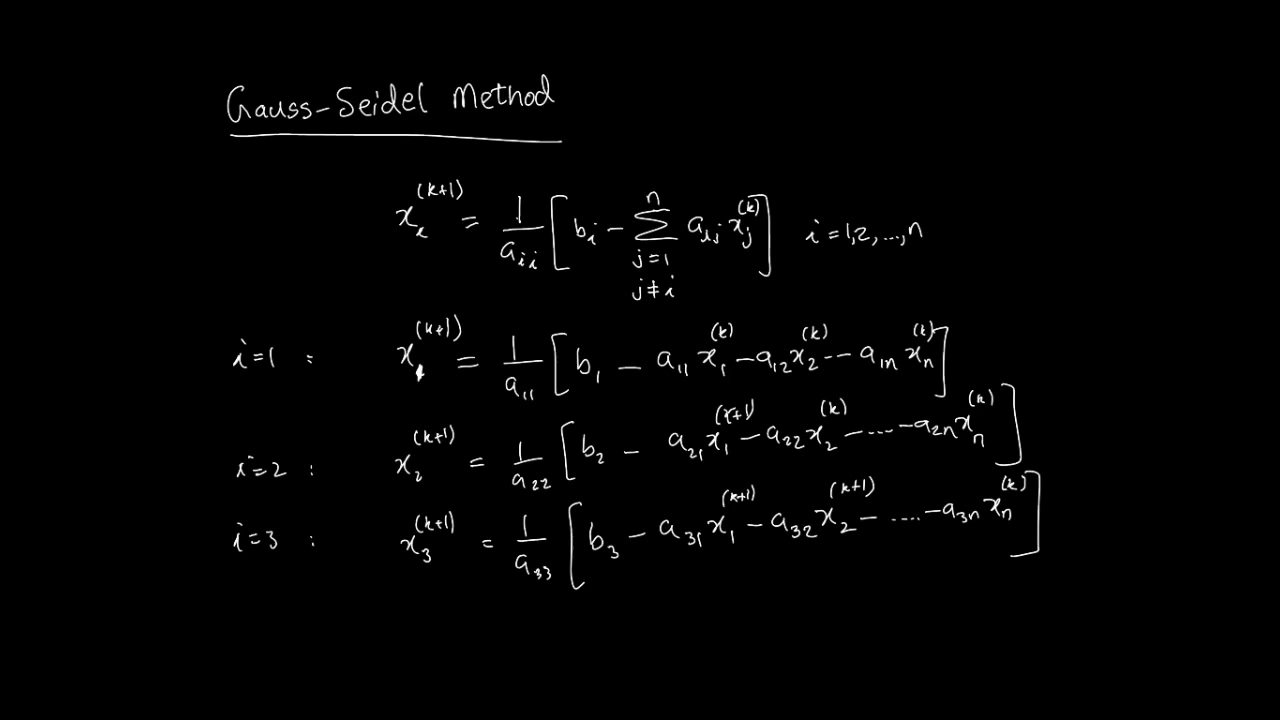 Gauss-Seidel Method
x_i^(k+1) = 1/a_ii [ b_i - Σ_{j=1, j≠i}^{n} a_ij x_j^(k) ] i=1,2,...,n
i=1 : x_1^(k+1) = 1/a_11 [ b_1 - a_11 x_1^(k) - a_12 x_2^(k) -- a_1n x_n^(k) ]
i=2 : x_2^(k+1) = 1/a_22 [ b_2 - a_21 x_1^(k+1) - a_22 x_2^(k) - .... - a_2n x_n^(k) ]
i=3 : x_3^(k+1) = 1/a_33 [ b_3 - a_31 x_1^(k+1) - a_32 x_2^(k+1) - .... - a_3n x_n^(k) ]